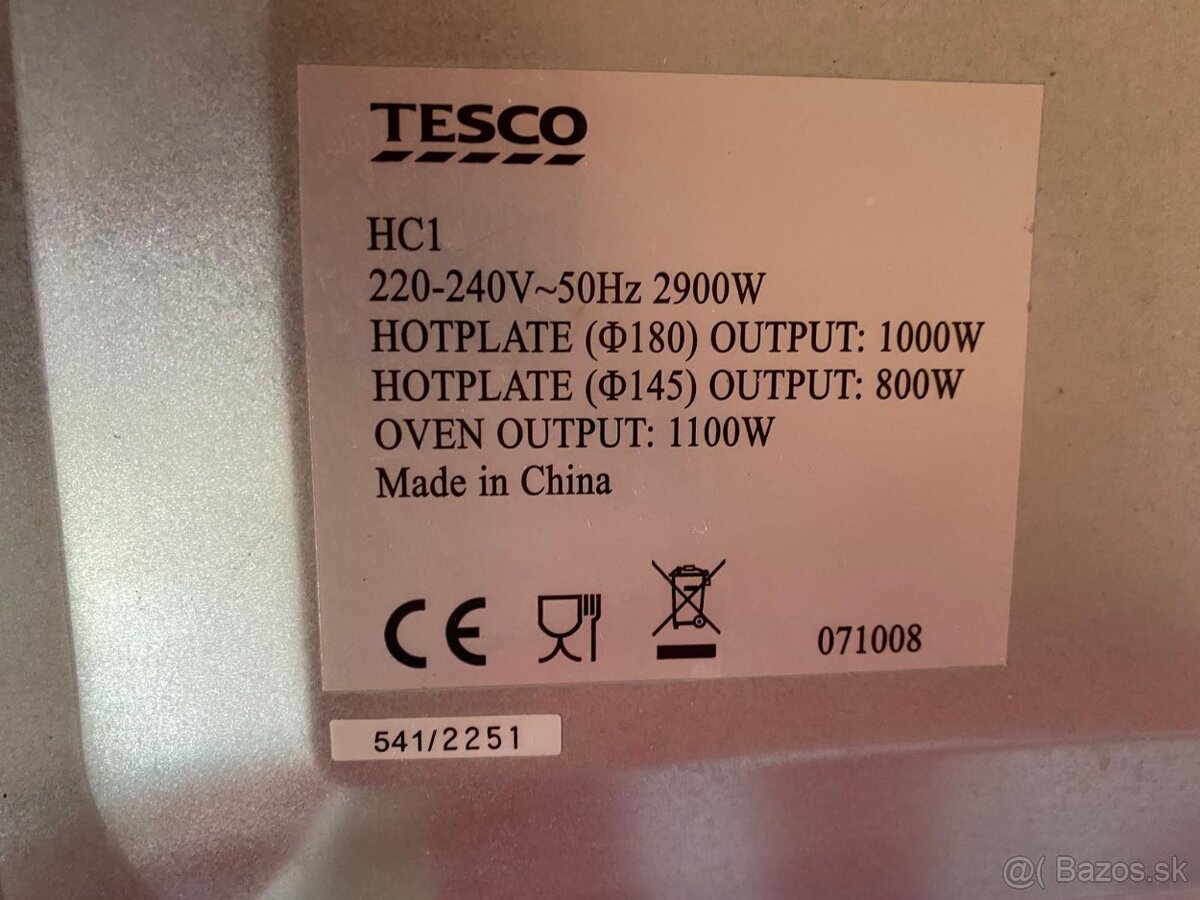 TESCO
HC1
220-240V~50Hz 2900W
HOTPLATE (Φ180) OUTPUT: 1000W
HOTPLATE (Φ145) OUTPUT: 800W
OVEN OUTPUT: 1100W
Made in China
CE
071008
541/2251
@( Bazos.sk